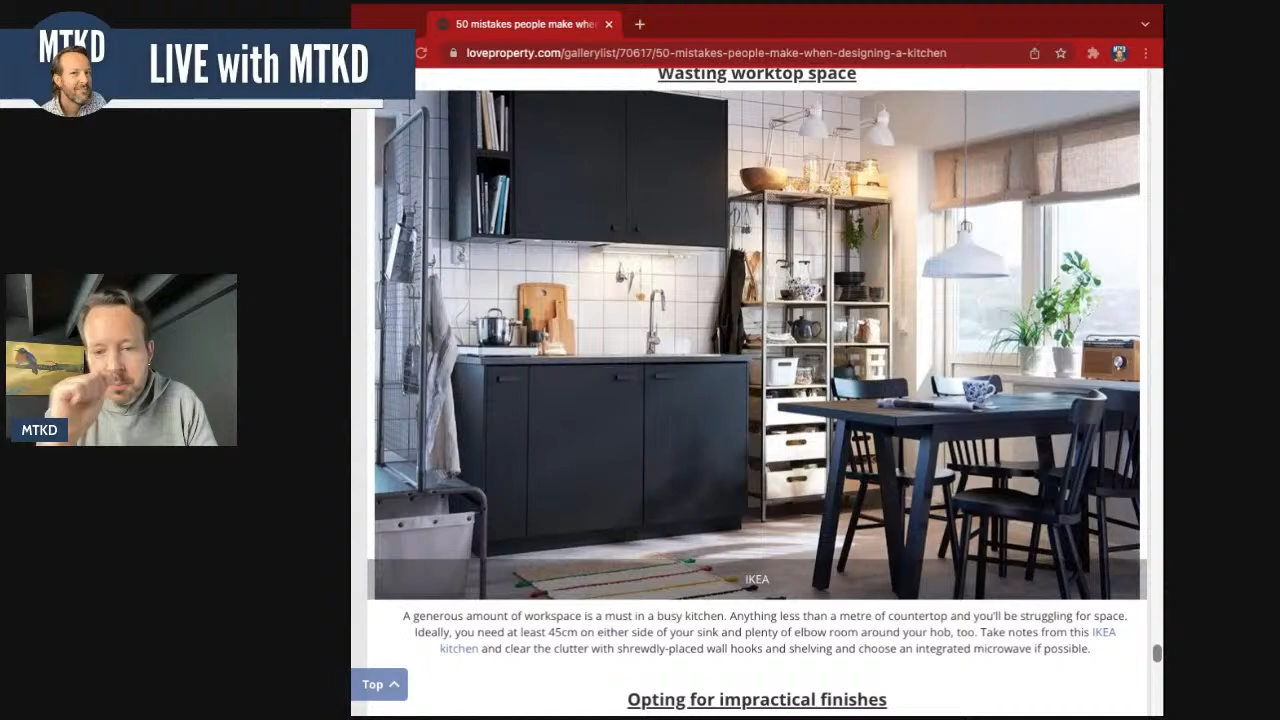 MTKD
LIVE with MTKD
50 mistakes people make whe
loveproperty.com/gallerylist/70617/50-mistakes-people-make-when-designing-a-kitchen
Wasting worktop space
MTKD
IKEA
A generous amount of workspace is a must in a busy kitchen. Anything less than a metre of countertop and you'll be struggling for space.
Ideally, you need at least 45cm on either side of your sink and plenty of elbow room around your hob, too. Take notes from this IKEA
kitchen and clear the clutter with shrewdly-placed wall hooks and shelving and choose an integrated microwave if possible.
Top
Opting for impractical finishes